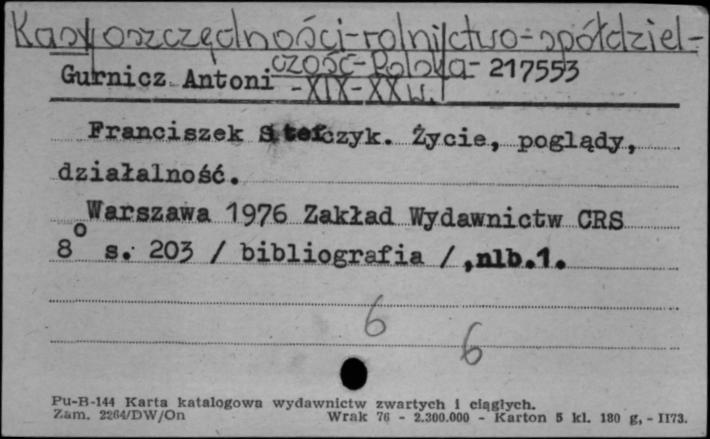 Kasy oszczędności-rolnictwo-spółdziel-
czość-Polska-
217553
Gurnicz Antoni
-XIX-XXw.
Franciszek Stefczyk. Życie, poglądy,
działalność.
Warszawa 1976 Zakład Wydawnictw CRS
8° s. 203 / bibliografia /,nlb.1.
6
6
Pu-B-144 Karta katalogowa wydawnictw zwartych i ciągłych.
Zam. 2264/DW/On Wrak 76 - 2.300.000 - Karton 5 kl. 180 g, - II73.